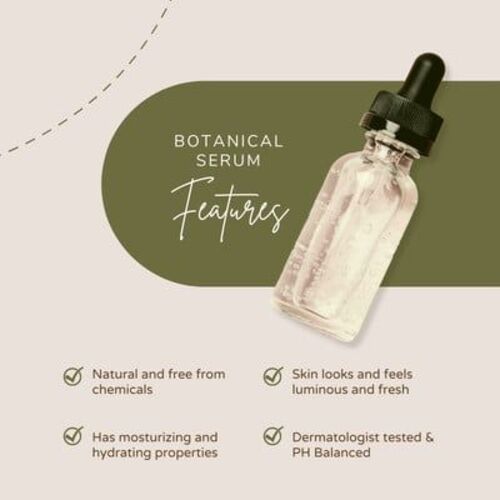 BOTANICAL
SERUM
Features
Natural and free from
chemicals
Skin looks and feels
luminous and fresh
Has mosturizing and
hydrating properties
Dermatologist tested &
PH Balanced